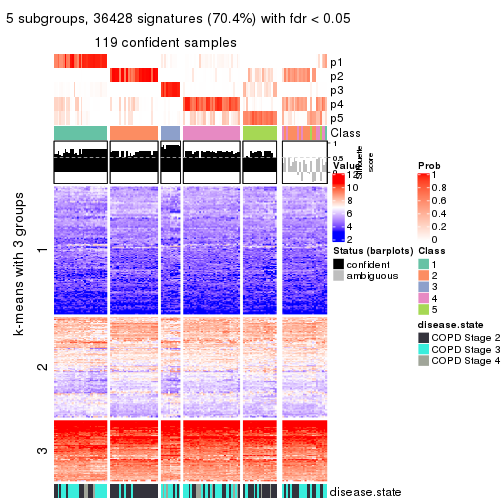 5 subgroups, 36428 signatures (70.4%) with fdr < 0.05
119 confident samples
p1
p2
p3
p4
p5
Class
1
0.5
0
Silhouette
score
k-means with 3 groups
1
2
3
disease.state
Value
12
10
8
6
4
2
Prob
1
0.8
0.6
0.4
0.2
0
Status (barplots)
confident
ambiguous
Class
1
2
3
4
5
disease.state
COPD Stage 2
COPD Stage 3
COPD Stage 4